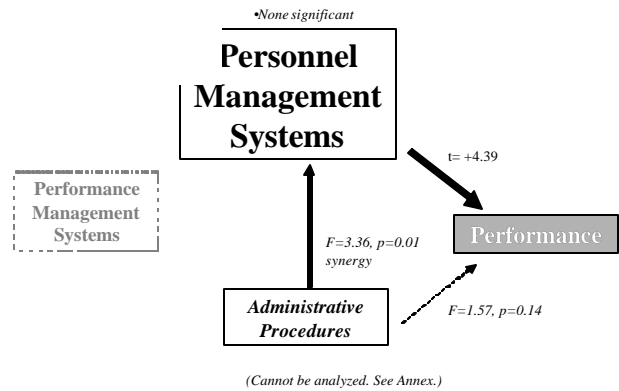 •None significant
Personnel
Management
Systems
t= +4.39
Performance
Management
Systems
Performance
F=3.36, p=0.01
synergy
Administrative
Procedures
F=1.57, p=0.14
(Cannot be analyzed. See Annex.)